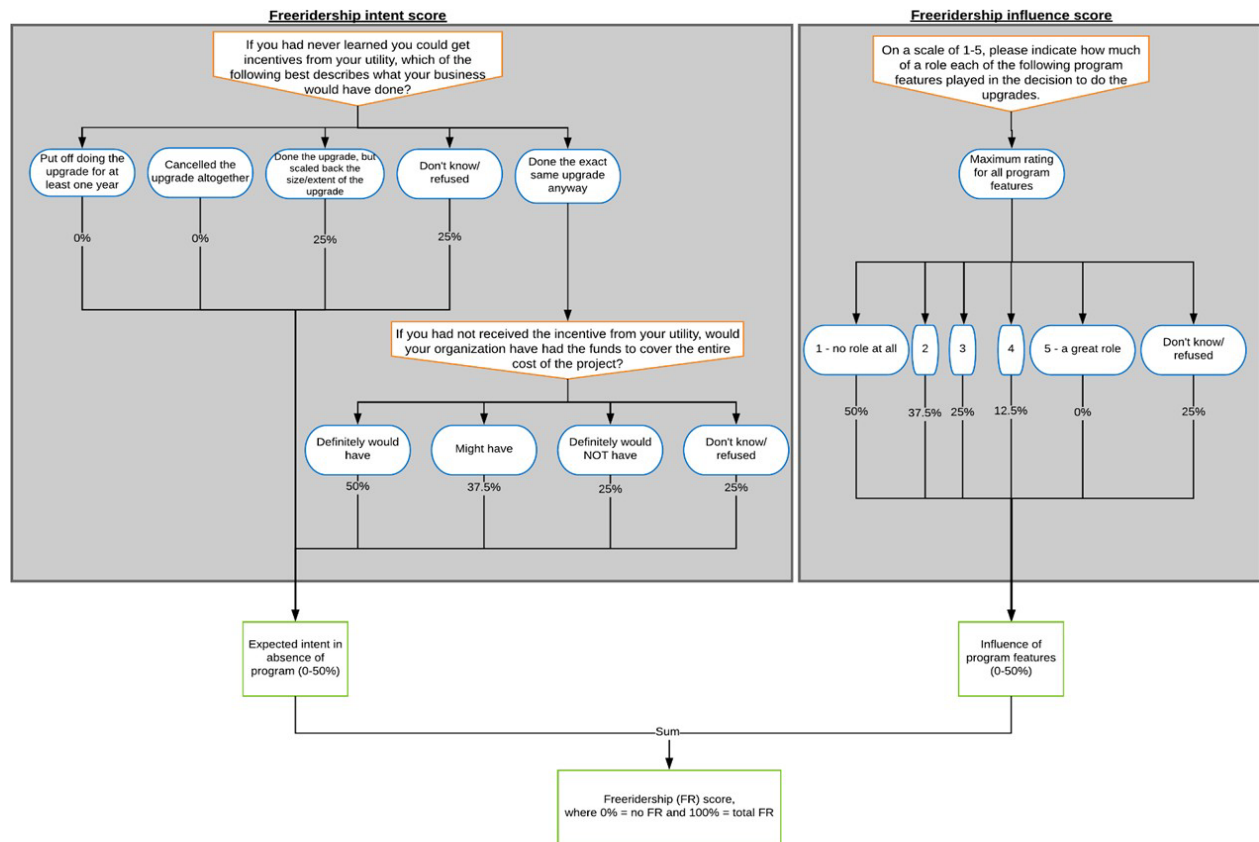 Freeridership intent score
If you had never learned you could get
incentives from your utility, which of the
following best describes what your business
would have done?
Put off doing the
upgrade for at
least one year
Cancelled the
upgrade altogether
Done the upgrade, but
scaled back the
size/extent of the
upgrade
Don't know/
refused
Done the exact
same upgrade
anyway
0%
0%
25%
25%
If you had not received the incentive from your utility, would
your organization have had the funds to cover the entire
cost of the project?
Definitely would
have
Might have
Definitely would
NOT have
Don't know/
refused
50%
37.5%
25%
25%
Freeridership influence score
On a scale of 1-5, please indicate how much
of a role each of the following program
features played in the decision to do the
upgrades.
Maximum rating
for all program
features
1 - no role at all
2
3
4
5 - a great role
Don't know/
refused
50%
37.5%
25%
12.5%
0%
25%
Expected intent in
absence of
program (0-50%)
Influence of
program features
(0-50%)
Sum
Freeridership (FR) score,
where 0% = no FR and 100% = total FR